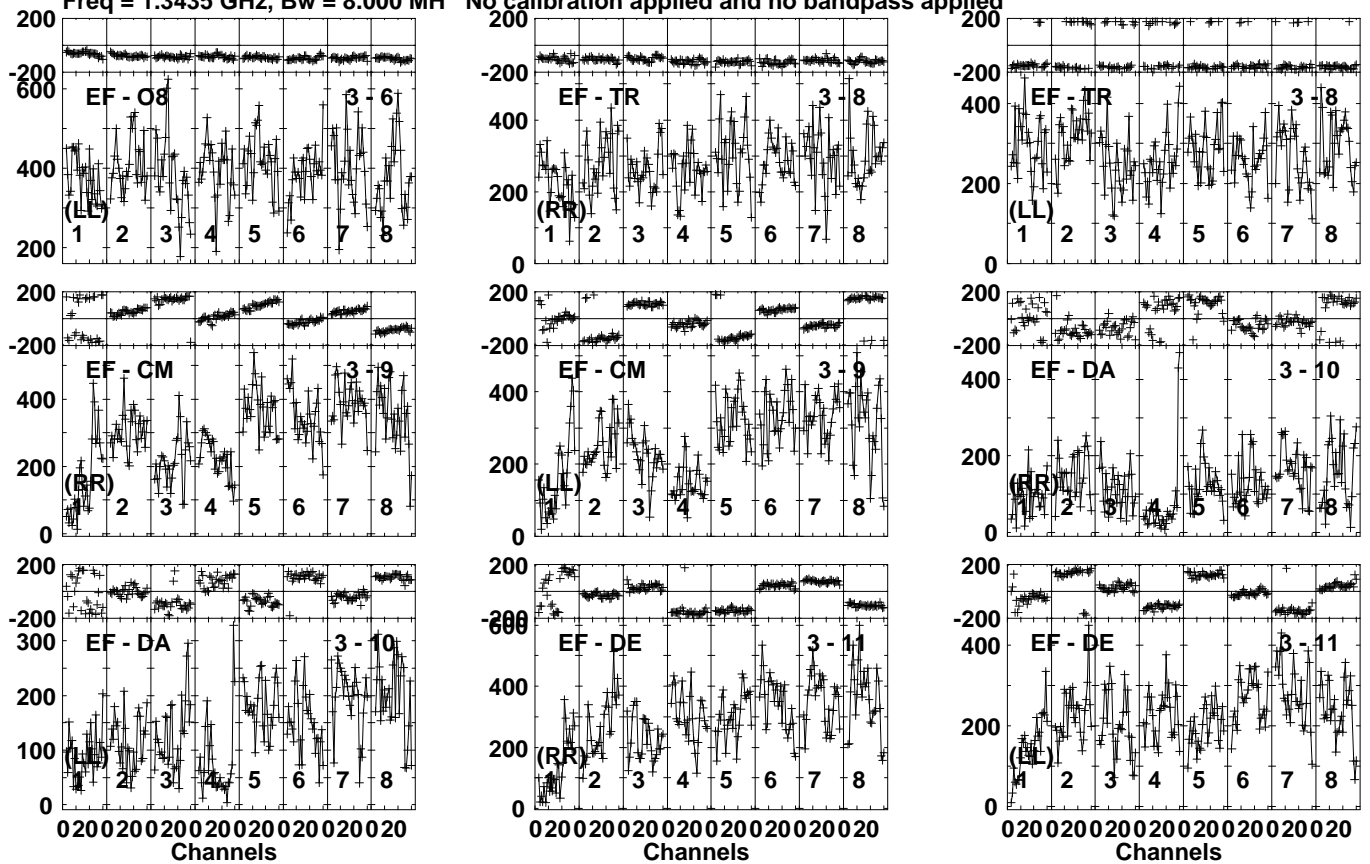 Freq = 1.3435 GHz, Bw = 8.000 MH No calibration applied and no bandpass applied
200
-200
600
400
200
EF - O8 3 - 6
(LL)
1 2 3 4 5 6 7 8
200
-200
400
200
0
EF - TR 3 - 8
(RR)
1 2 3 4 5 6 7 8
200
-200
400
200
0
EF - TR 3 - 8
(LL)
1 2 3 4 5 6 7 8
200
-200
400
200
0
EF - CM 3 - 9
(RR)
1 2 3 4 5 6 7 8
200
-200
400
200
0
EF - CM 3 - 9
(LL)
1 2 3 4 5 6 7 8
200
-200
400
200
0
EF - DA 3 - 10
(RR)
1 2 3 4 5 6 7 8
200
-200
300
200
100
0
EF - DA 3 - 10
(LL)
1 2 3 4 5 6 7 8
0 20 0 20 0 20 0 20 0 20 0 20 0 20 0 20
Channels
200
-200
600
400
200
0
EF - DE 3 - 11
(RR)
1 2 3 4 5 6 7 8
0 20 0 20 0 20 0 20 0 20 0 20 0 20 0 20
Channels
200
-200
400
200
0
EF - DE 3 - 11
(LL)
1 2 3 4 5 6 7 8
0 20 0 20 0 20 0 20 0 20 0 20 0 20 0 20
Channels